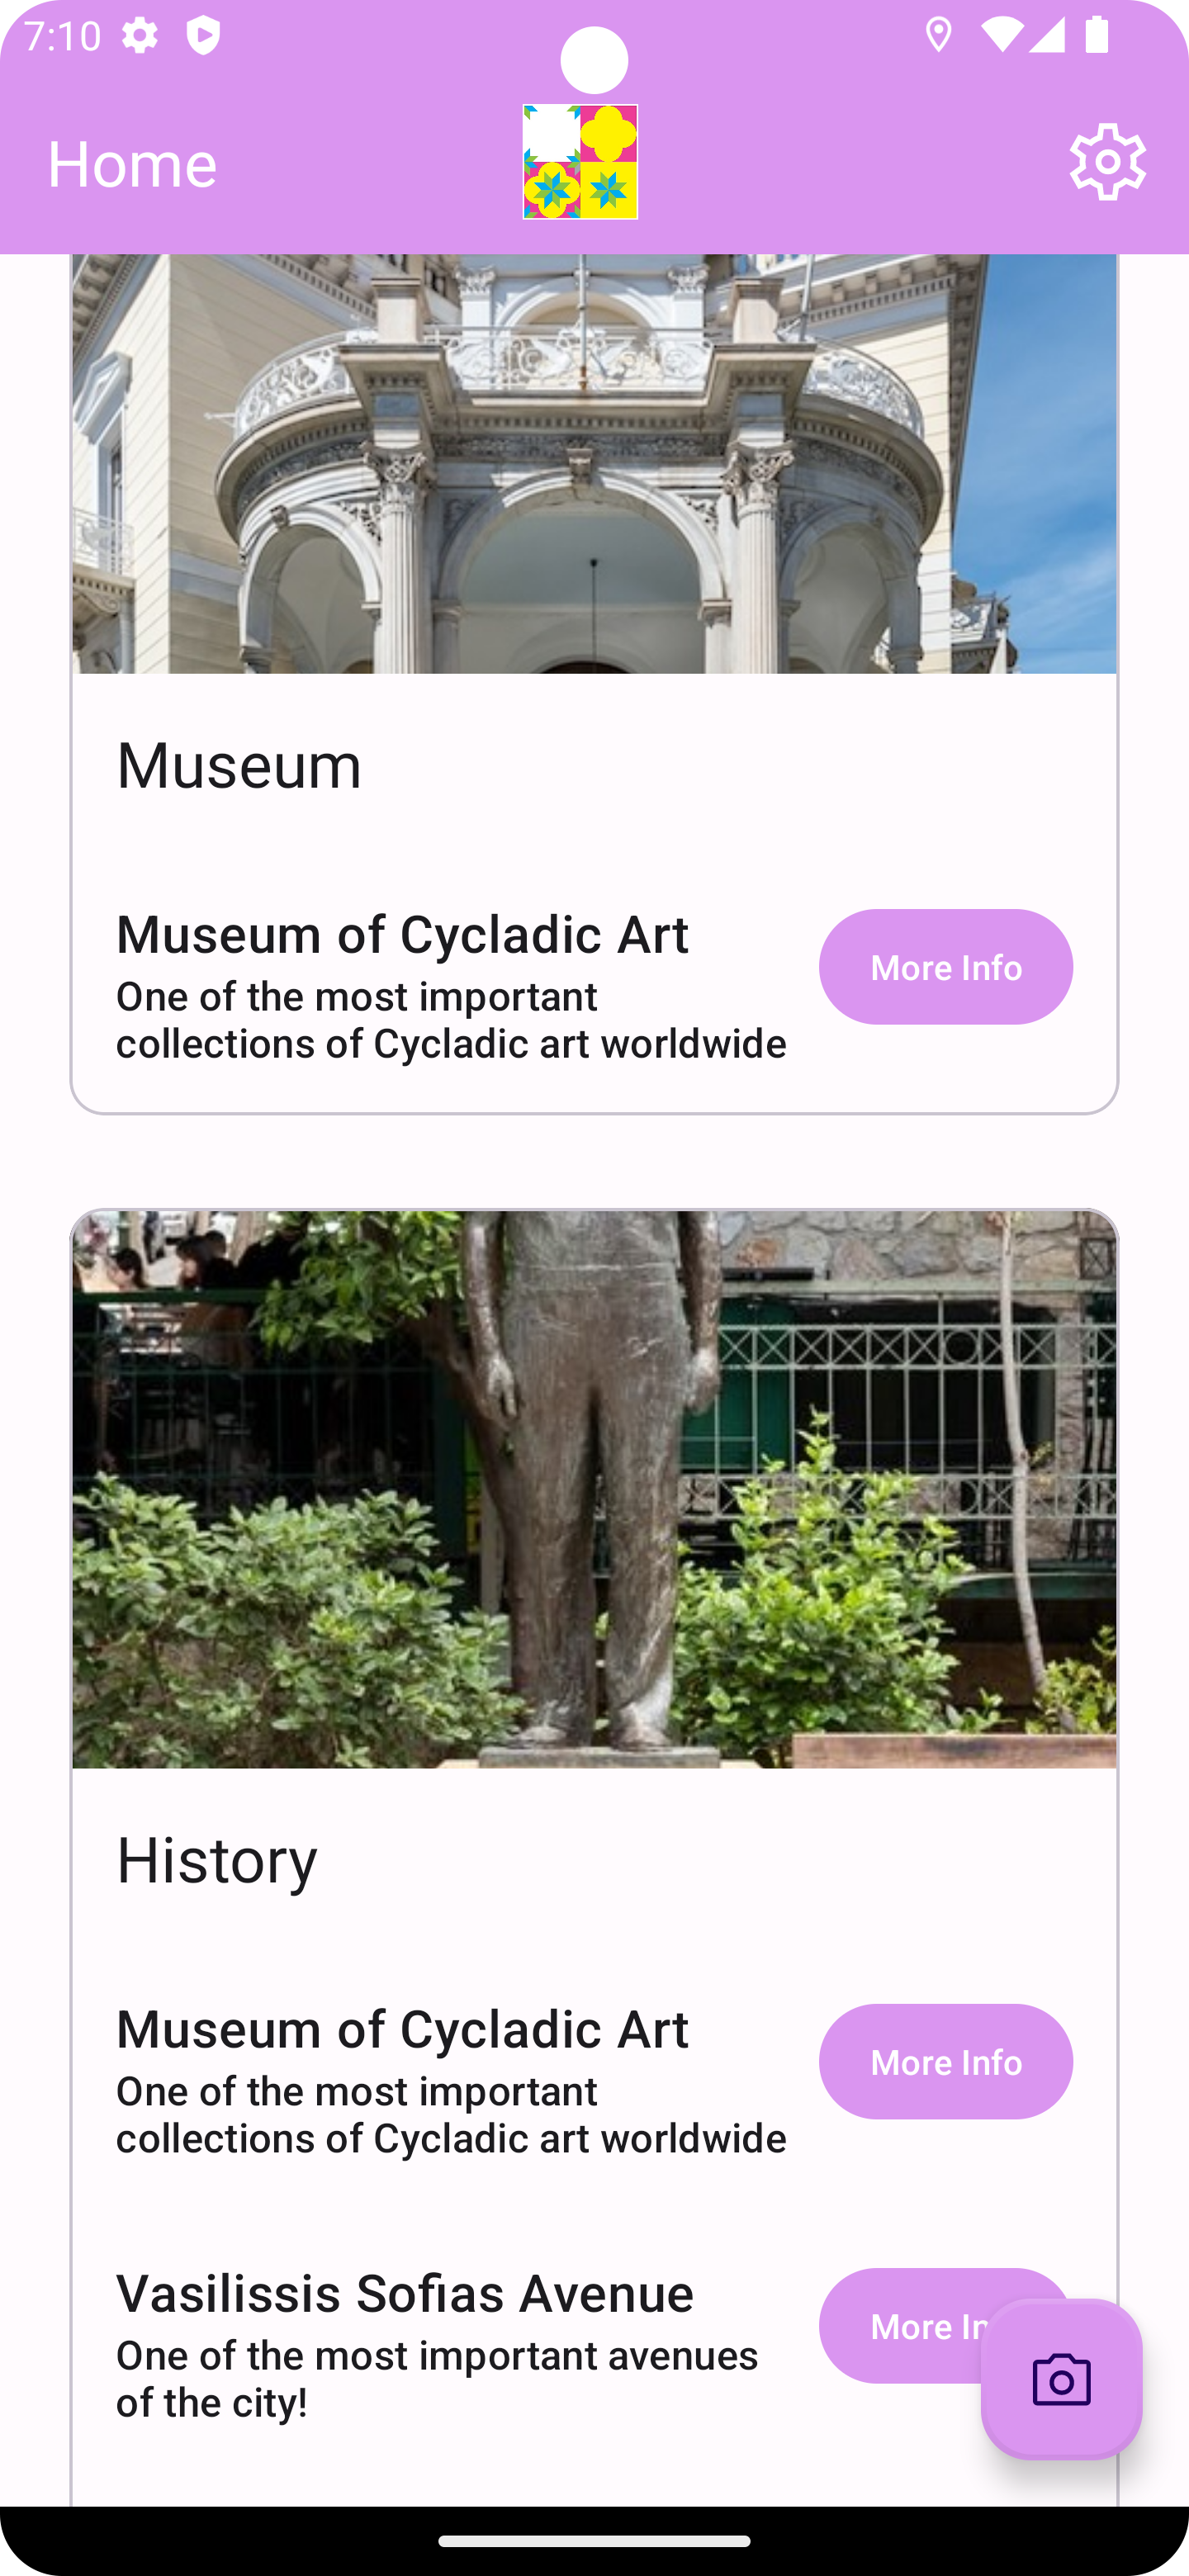 7:10
Home
Museum
Museum of Cycladic Art
One of the most important
collections of Cycladic art worldwide
More Info
History
Museum of Cycladic Art
One of the most important
collections of Cycladic art worldwide
More Info
Vasilissis Sofias Avenue
One of the most important avenues
of the city!
More In